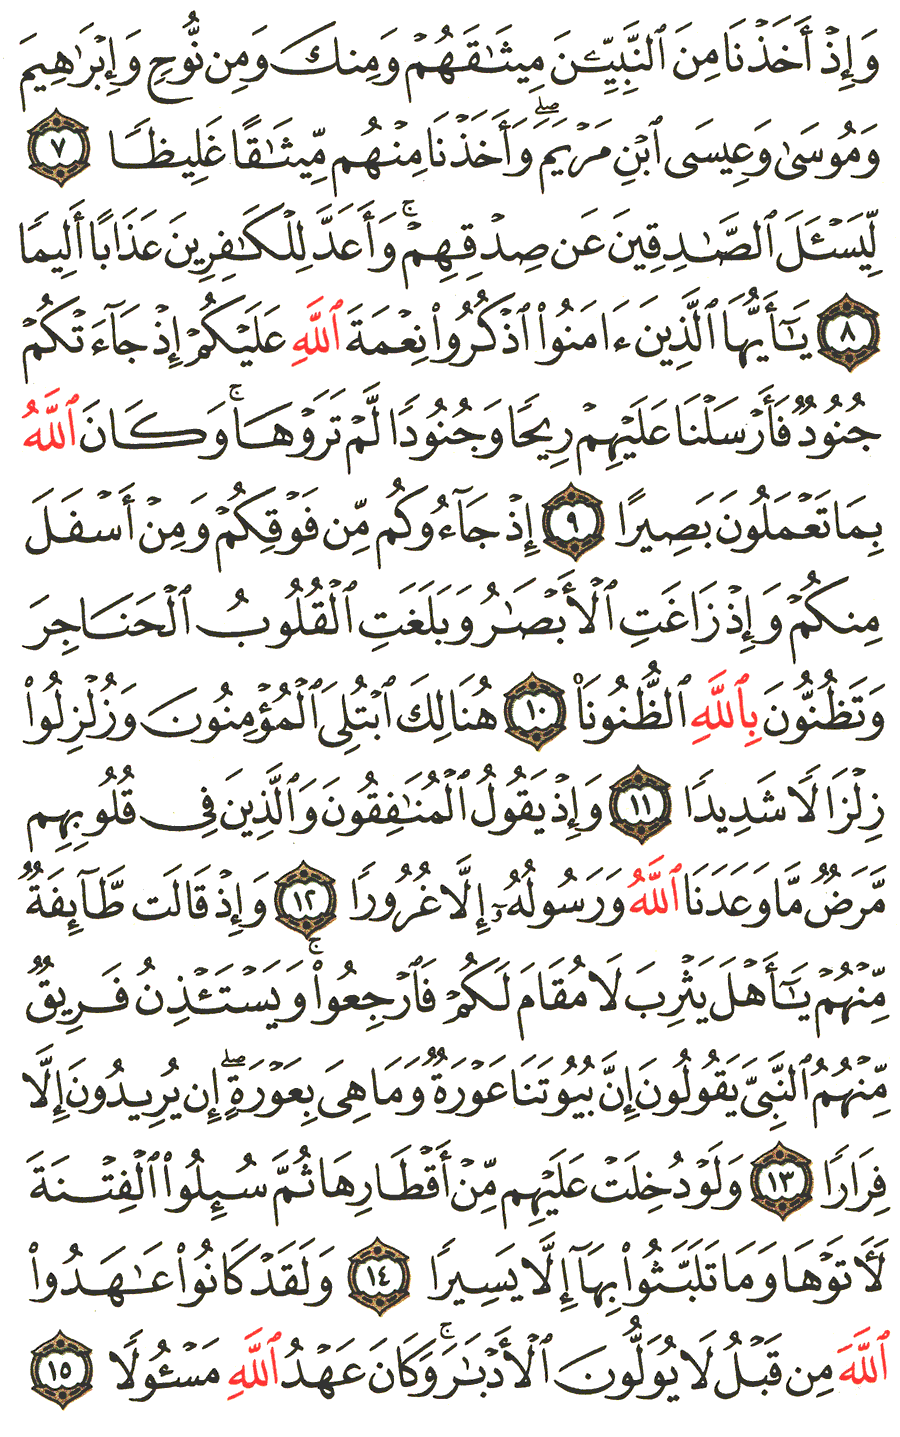 وَإِذْ أَخَذْنَا مِنَ ٱلنَّبِيِّـۧنَ مِيثَـٰقَهُمْ وَمِنكَ وَمِن نُّوحٍ وَإِبْرَٰهِيمَ
وَمُوسَىٰ وَعِيسَى ٱبْنِ مَرْيَمَ ۖ وَأَخَذْنَا مِنْهُم مِّيثَـٰقًا غَلِيظًا ٧
لِّيَسْـَٔلَ ٱلصَّـٰدِقِينَ عَن صِدْقِهِمْ ۚ وَأَعَدَّ لِلْكَـٰفِرِينَ عَذَابًا أَلِيمًا
٨ يَـٰٓأَيُّهَا ٱلَّذِينَ ءَامَنُوا۟ ٱذْكُرُوا۟ نِعْمَةَ ٱللَّهِ عَلَيْكُمْ إِذْ جَآءَتْكُمْ
جُنُودٌ فَأَرْسَلْنَا عَلَيْهِمْ رِيحًا وَجُنُودًا لَّمْ تَرَوْهَا ۚ وَكَانَ ٱللَّهُ
بِمَا تَعْمَلُونَ بَصِيرًا ٩ إِذْ جَآءُوكُم مِّن فَوْقِكُمْ وَمِنْ أَسْفَلَ
مِنكُمْ وَإِذْ زَاغَتِ ٱلْأَبْصَـٰرُ وَبَلَغَتِ ٱلْقُلُوبُ ٱلْحَنَاجِرَ
وَتَظُنُّونَ بِٱللَّهِ ٱلظُّنُونَا۠ ١٠ هُنَالِكَ ٱبْتُلِىَ ٱلْمُؤْمِنُونَ وَزُلْزِلُوا۟
زِلْزَالًا شَدِيدًا ١١ وَإِذْ يَقُولُ ٱلْمُنَـٰفِقُونَ وَٱلَّذِينَ فِى قُلُوبِهِم
مَّرَضٌ مَّا وَعَدَنَا ٱللَّهُ وَرَسُولُهُۥٓ إِلَّا غُرُورًا ١٢ وَإِذْ قَالَت طَّآئِفَةٌ
مِّنْهُمْ يَـٰٓأَهْلَ يَثْرِبَ لَا مُقَامَ لَكُمْ فَٱرْجِعُوا۟ ۚ وَيَسْتَـْٔذِنُ فَرِيقٌ
مِّنْهُمُ ٱلنَّبِىَّ يَقُولُونَ إِنَّ بُيُوتَنَا عَوْرَةٌ وَمَا هِىَ بِعَوْرَةٍ ۖ إِن يُرِيدُونَ إِلَّا
فِرَارًا ١٣ وَلَوْ دُخِلَتْ عَلَيْهِم مِّنْ أَقْطَارِهَا ثُمَّ سُئِلُوا۟ ٱلْفِتْنَةَ
لَـَٔاتَوْهَا وَمَا تَلَبَّثُوا۟ بِهَآ إِلَّا يَسِيرًا ١٤ وَلَقَدْ كَانُوا۟ عَـٰهَدُوا۟
ٱللَّهَ مِن قَبْلُ لَا يُوَلُّونَ ٱلْأَدْبَـٰرَ ۚ وَكَانَ عَهْدُ ٱللَّهِ مَسْـُٔولًا ١٥